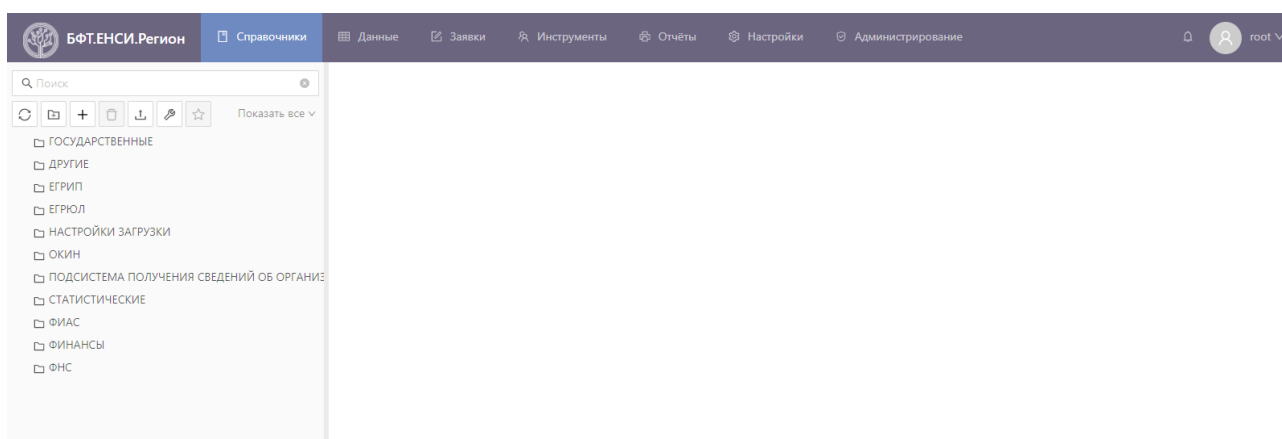 БФТ.ЕНСИ.Регион Справочники Данные Заявки Инструменты Отчёты Настройки Администрирование root
Поиск
Показать все
ГОСУДАРСТВЕННЫЕ
ДРУГИЕ
ЕГРИП
ЕГРЮЛ
НАСТРОЙКИ ЗАГРУЗКИ
ОКИН
ПОДСИСТЕМА ПОЛУЧЕНИЯ СВЕДЕНИЙ ОБ ОРГАНИЗ
СТАТИСТИЧЕСКИЕ
ФИАС
ФИНАНСЫ
ФНС